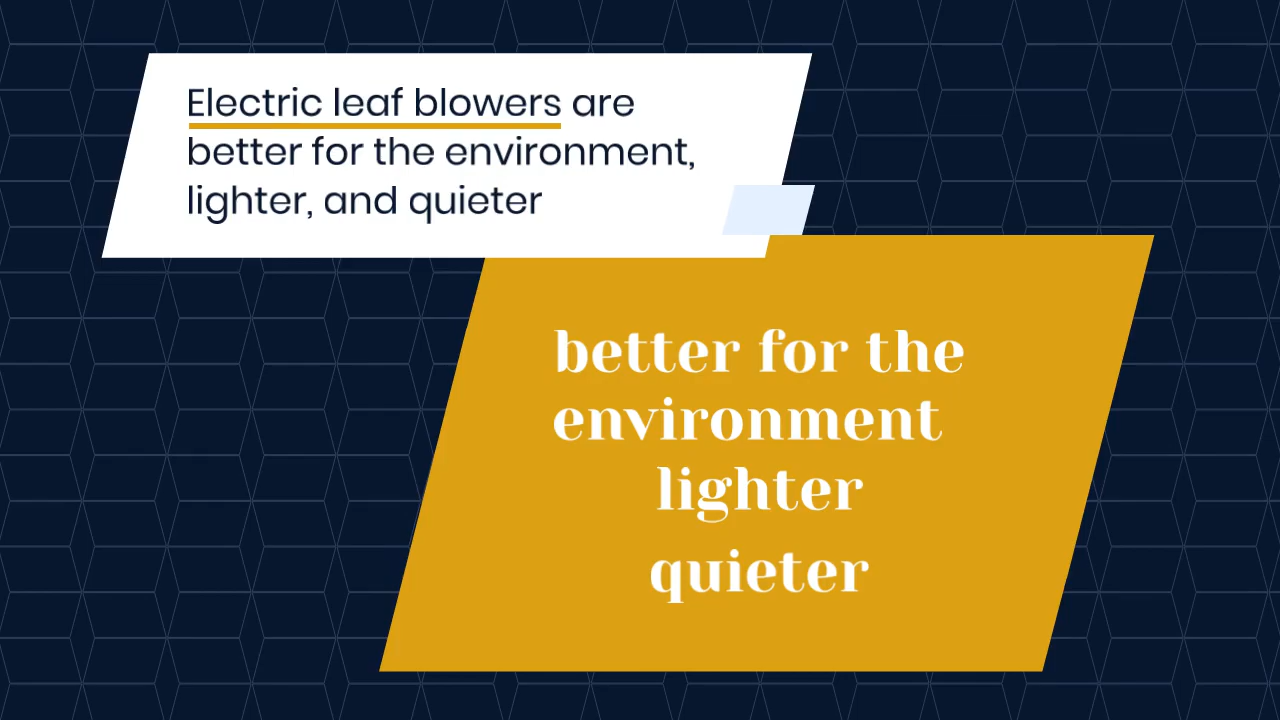 Electric leaf blowers are
better for the environment,
lighter, and quieter
better for the
environment
lighter
quieter